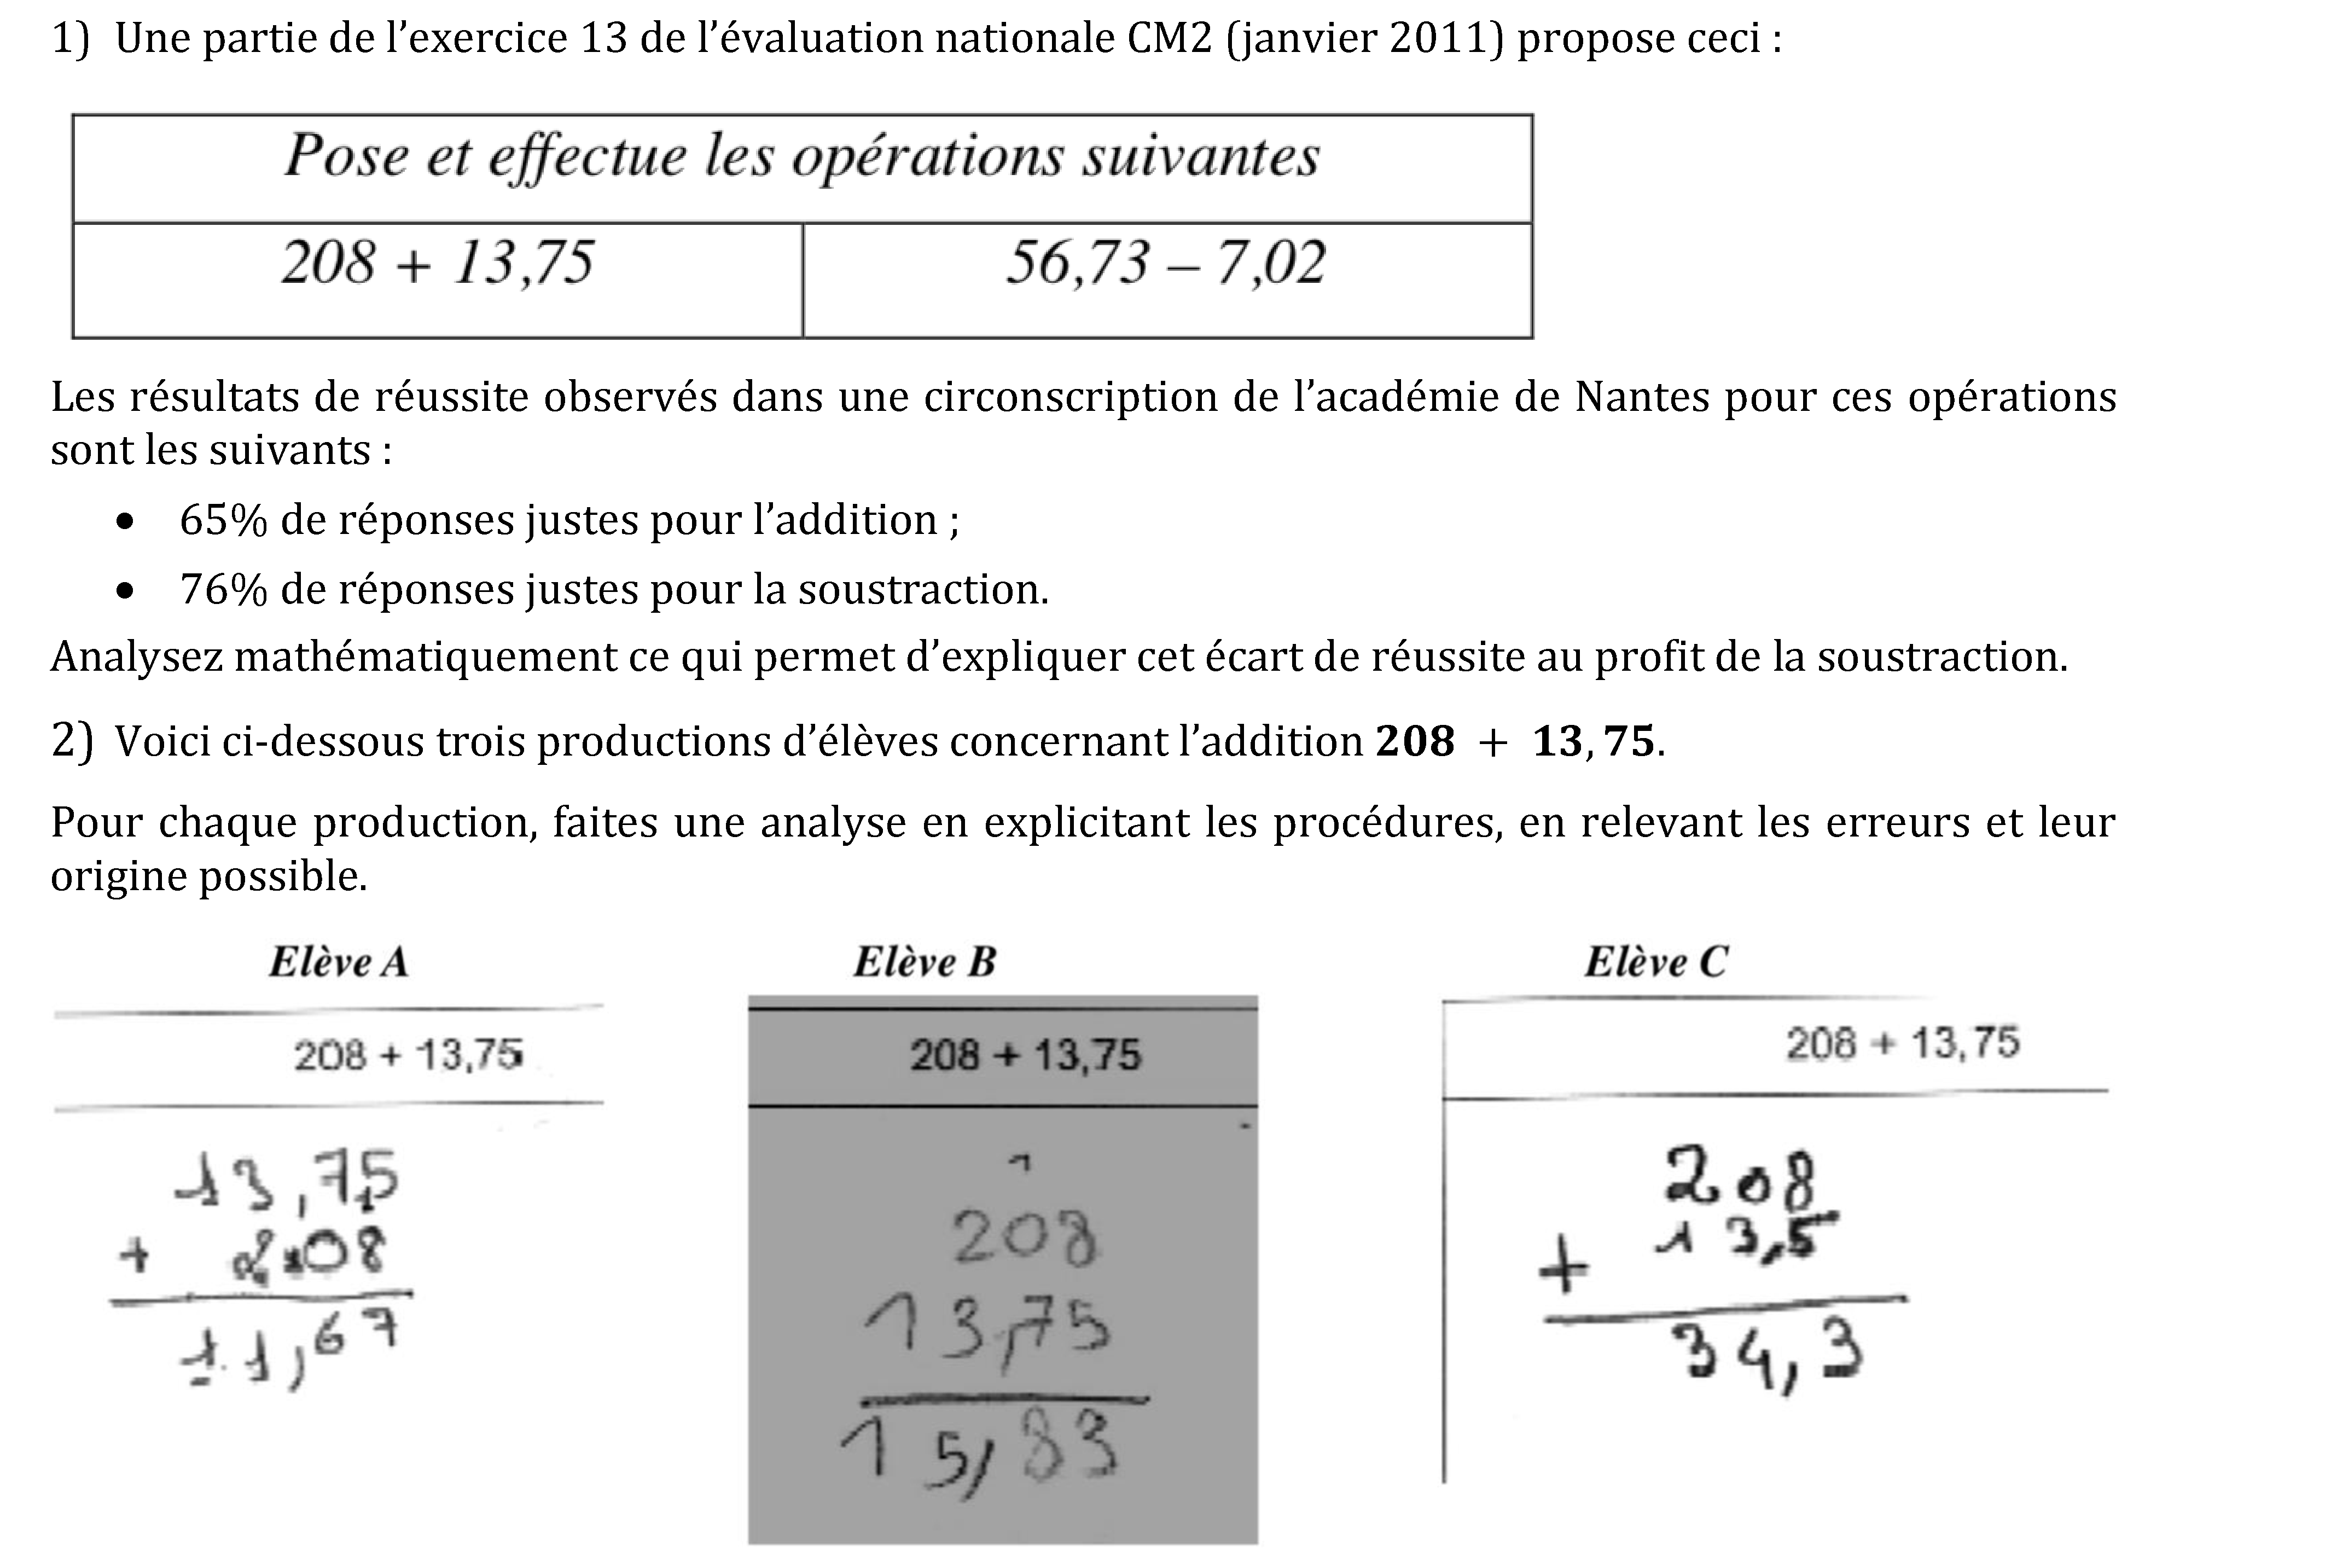 1) Une partie de l’exercice 13 de l’évaluation nationale CM2 (janvier 2011) propose ceci :
Pose et effectue les opérations suivantes
208 + 13,75
56,73 – 7,02
Les résultats de réussite observés dans une circonscription de l’académie de Nantes pour ces opérations
sont les suivants :
• 65% de réponses justes pour l’addition ;
• 76% de réponses justes pour la soustraction.
Analysez mathématiquement ce qui permet d’expliquer cet écart de réussite au profit de la soustraction.
2) Voici ci-dessous trois productions d’élèves concernant l’addition 208 + 13,75.
Pour chaque production, faites une analyse en explicitant les procédures, en relevant les erreurs et leur
origine possible.
Elève A
208 + 13,75
13,75
+ 2,08
11,67
Elève B
208 + 13,75
1
208
13,75
15,83
Elève C
208 + 13,75
208
+ 13,5
34,3